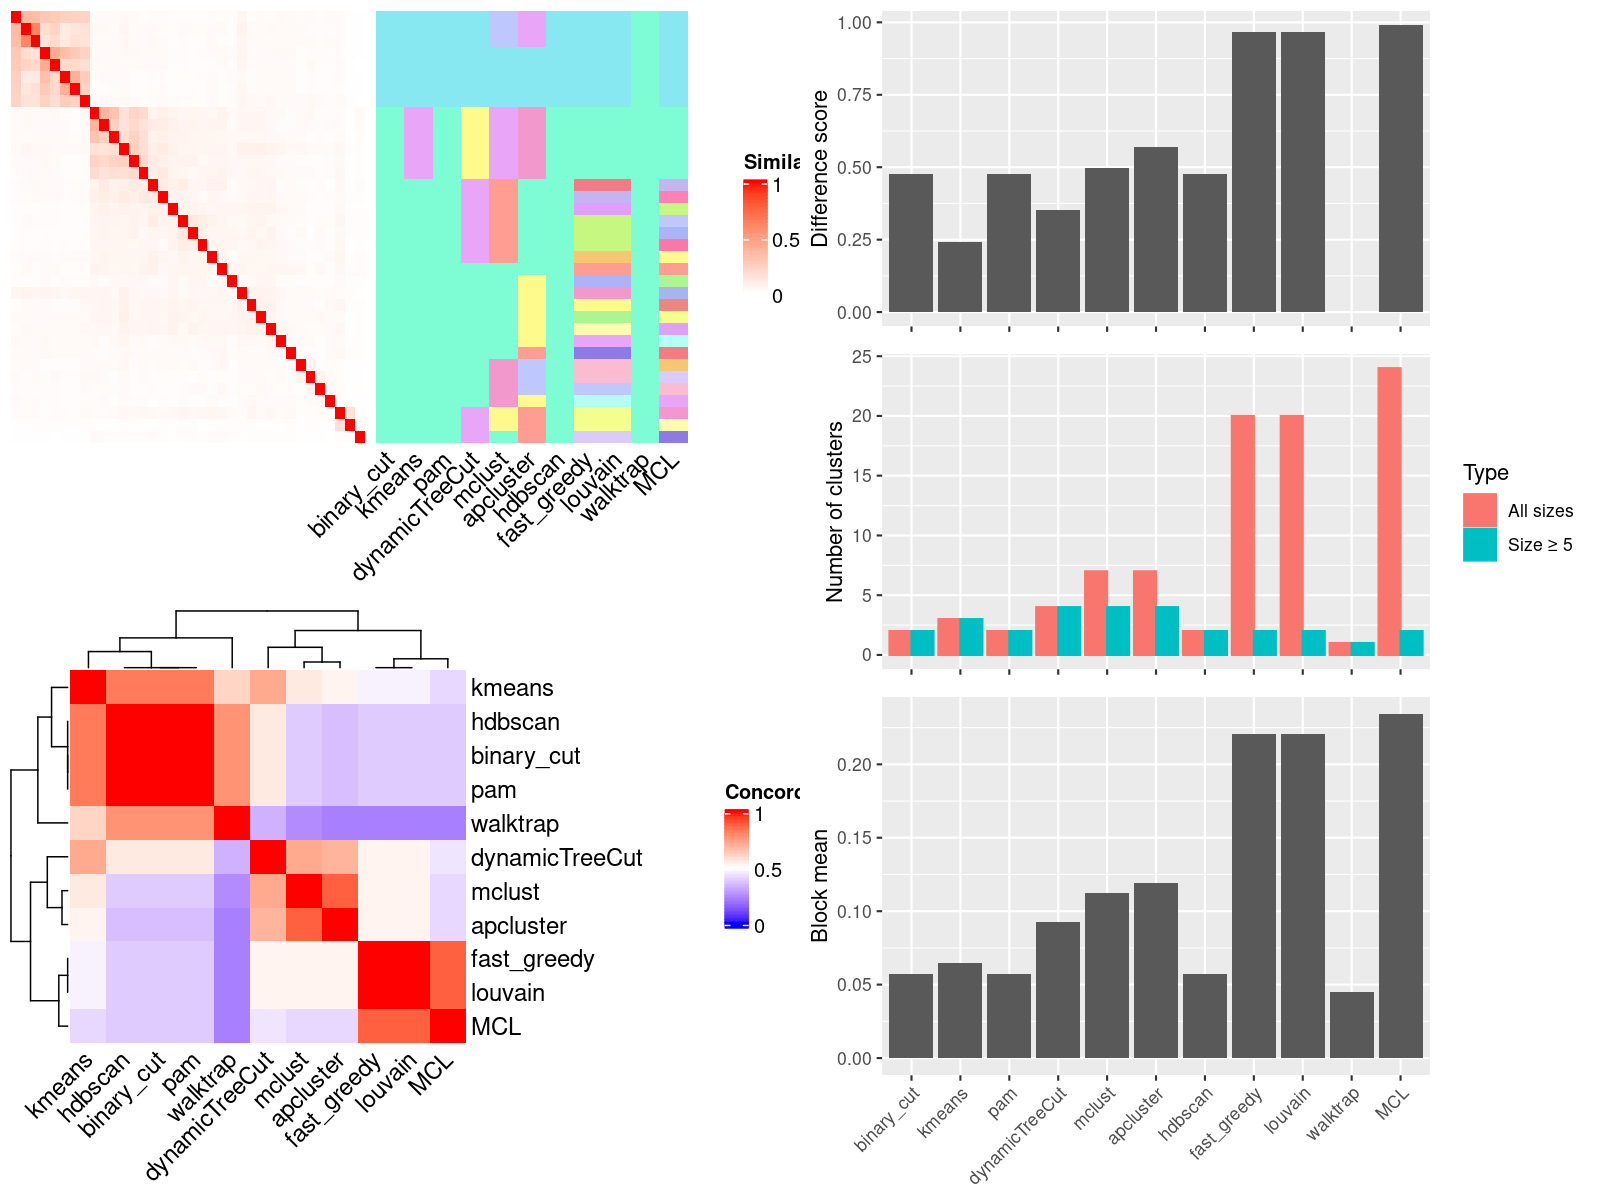 Simila
1
0.5
0
binary_cut
kmeans
pam
dynamicTreeCut
mclust
apcluster
hdbscan
fast_greedy
louvain
walktrap
MCL
kmeans
hdbscan
binary_cut
pam
walktrap
dynamicTreeCut
mclust
apcluster
fast_greedy
louvain
MCL
Concord
1
0.5
0
kmeans
hdbscan
binary_cut
pam
walktrap
dynamicTreeCut
mclust
apcluster
fast_greedy
louvain
MCL
Difference score
1.00
0.75
0.50
0.25
0.00
Number of clusters
25
20
15
10
5
0
Type
All sizes
Size ≥ 5
Block mean
0.20
0.15
0.10
0.05
0.00
binary_cut
kmeans
pam
dynamicTreeCut
mclust
apcluster
hdbscan
fast_greedy
louvain
walktrap
MCL